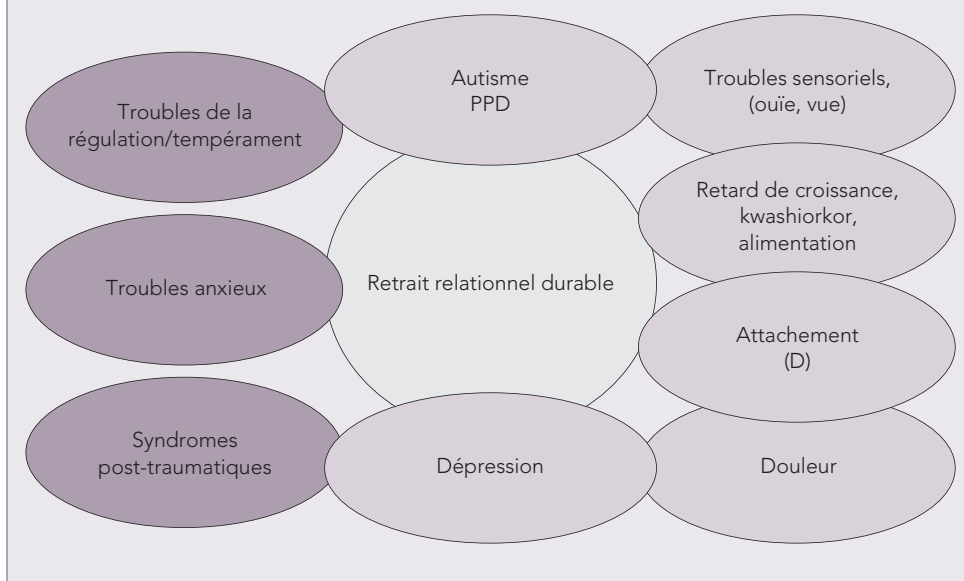 Autisme
PPD
Troubles sensoriels,
(ouïe, vue)
Troubles de la
régulation/tempérament
Retard de croissance,
kwashiorkor,
alimentation
Troubles anxieux
Retrait relationnel durable
Attachement
(D)
Syndromes
post-traumatiques
Dépression
Douleur